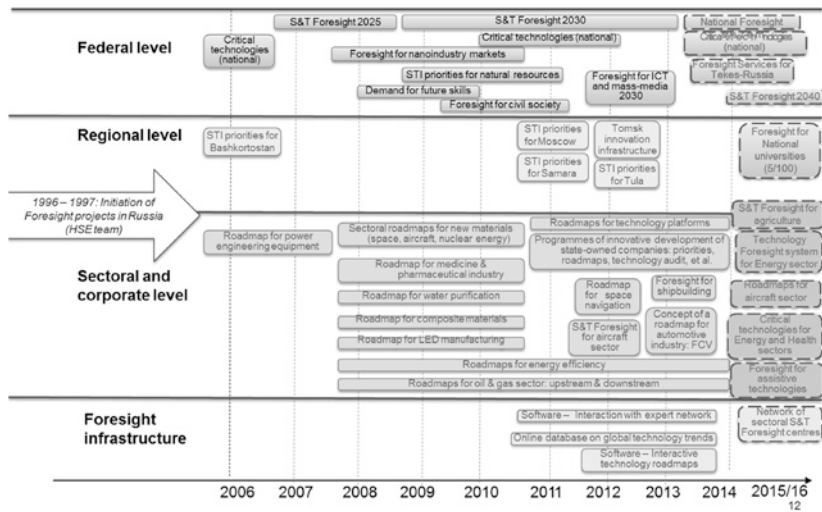 Federal level
S&T Foresight 2025
S&T Foresight 2030
National Foresight
Critical
technologies
(national)
Critical technologies (national)
(national)
Foresight for nanoindustry markets
STI priorities for natural resources
Demand for future skills
Foresight for civil society
Foresight for ICT
and mass-media
2030
Foresight Services for
Tekes-Russia
S&T Foresight 2040
Regional level
STI priorities for
Bashkortostan
STI priorities
for Moscow
STI priorities
for Samara
Tomsk
innovation
infrastructure
STI priorities
for Tula
Foresight for
National
universities
(5/100)
1996 – 1997: Initiation of
Foresight projects in Russia
(HSE team)
Sectoral and
corporate level
Roadmap for power
engineering equipment
Sectoral roadmaps for new materials
(space, aircraft, nuclear energy)
Roadmap for medicine &
pharmaceutical industry
Roadmap for water purification
Roadmap for composite materials
Roadmap for LED manufacturing
Roadmaps for technology platforms
Programmes of innovative development of
state-owned companies: priorities,
roadmaps, technology audit, et al.
Roadmap
for space
navigation
Foresight for
shipbuilding
S&T Foresight
for aircraft
sector
Concept of a
roadmap for
automotive
industry: FCV
Roadmaps for energy efficiency
Roadmaps for oil & gas sector: upstream & downstream
S&T Foresight for
agriculture
Technology
Foresight system
for Energy sector
Roadmaps for
aircraft sector
Critical
technologies for
Energy and Health
sectors
Foresight for
assistive
technologies
Foresight
infrastructure
Software – Interaction with expert network
Online database on global technology trends
Software – Interactive
technology roadmaps
Network of
sectoral S&T
Foresight centres
2006 2007 2008 2009 2010 2011 2012 2013 2014 2015/16
12